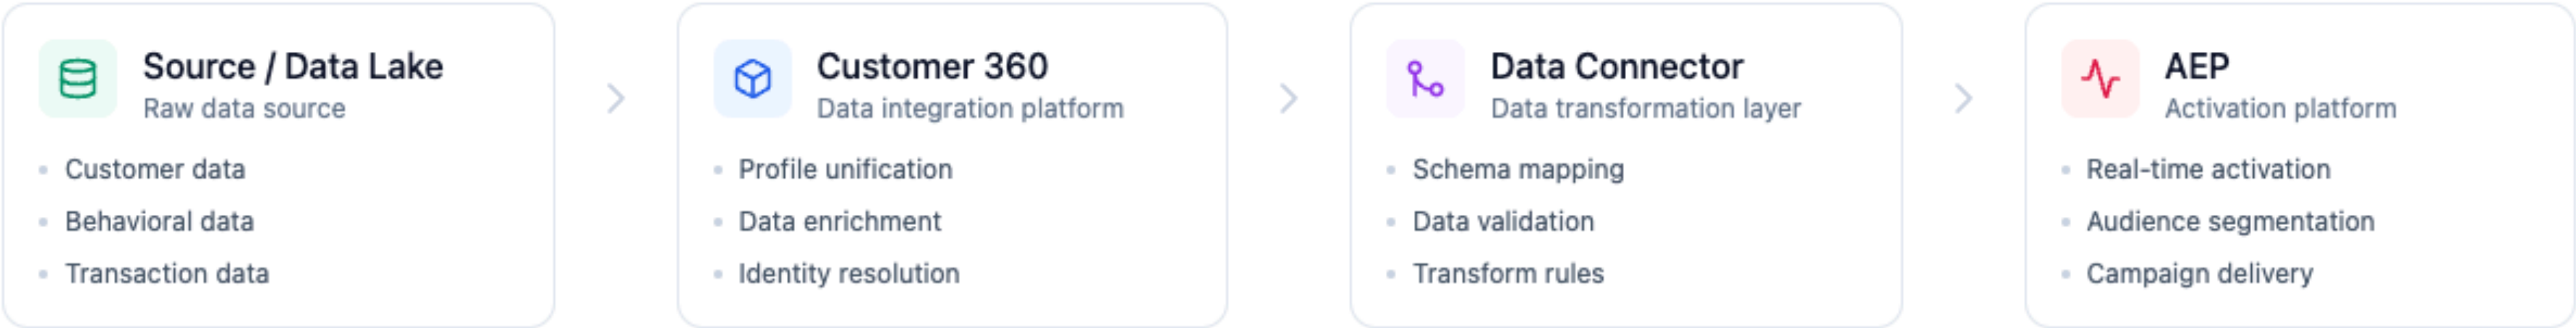 Source / Data Lake
Raw data source
Customer data
Behavioral data
Transaction data
Customer 360
Data integration platform
Profile unification
Data enrichment
Identity resolution
Data Connector
Data transformation layer
Schema mapping
Data validation
Transform rules
AEP
Activation platform
Real-time activation
Audience segmentation
Campaign delivery